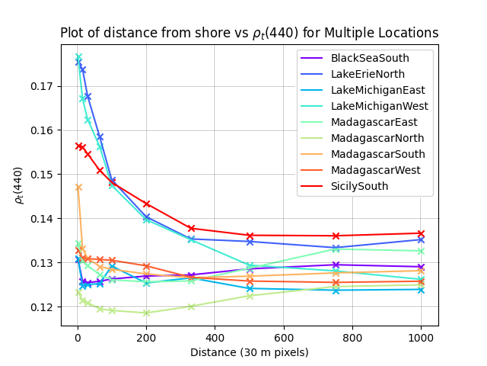 Plot of distance from shore vs ρt(440) for Multiple Locations
BlackSeaSouth
LakeErieNorth
LakeMichiganEast
LakeMichiganWest
MadagascarEast
MadagascarNorth
MadagascarSouth
MadagascarWest
SicilySouth
ρt(440)
0.17
0.16
0.15
0.14
0.13
0.12
0
200
400
600
800
1000
Distance (30 m pixels)